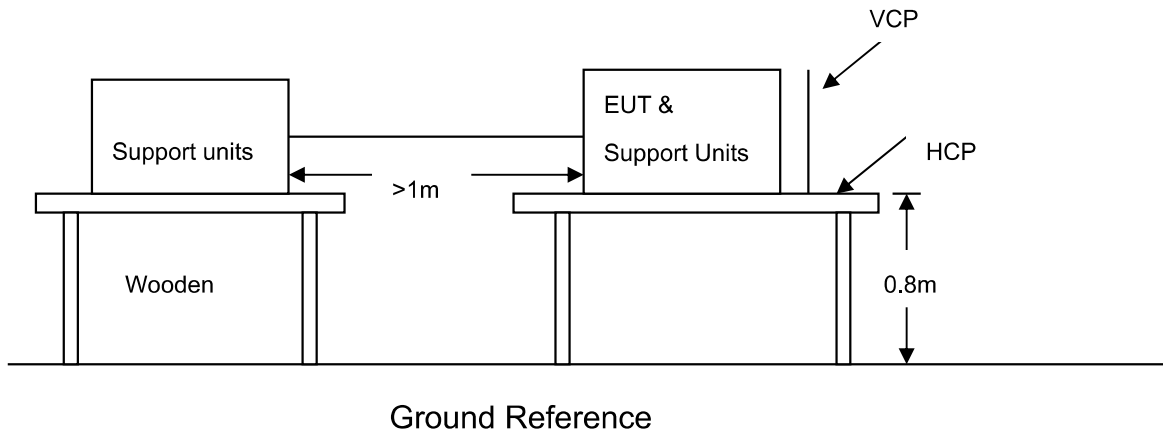 VCP
EUT &
Support units
Support Units
HCP
>1m
Wooden
0.8m
Ground Reference